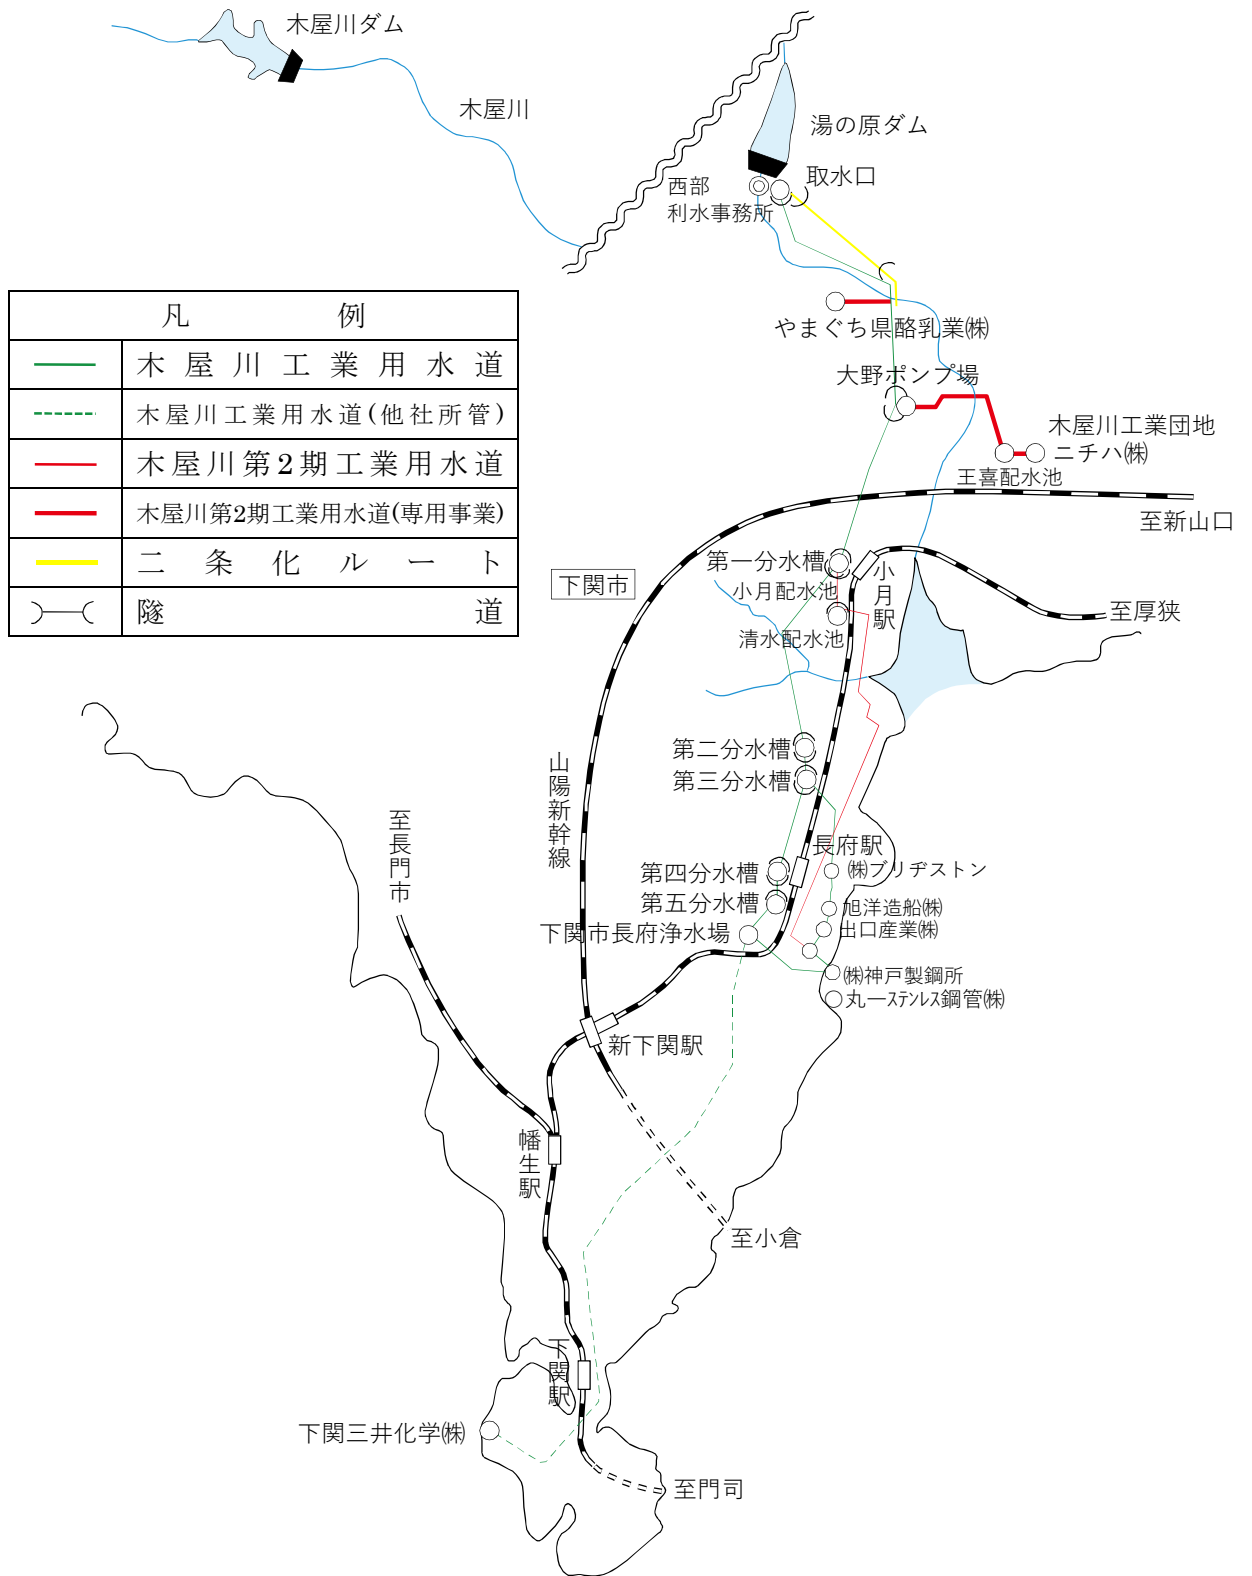 木屋川ダム
木屋川
湯の原ダム
取水口
西部
利水事務所
やまぐち県酪乳業㈱
大野ポンプ場
木屋川工業団地
ニチハ㈱
王喜配水池
至新山口
凡 例
木屋川工業用水道
木屋川工業用水道(他社所管)
木屋川第2期工業用水道
木屋川第2期工業用水道(専用事業)
二条化ルート
隧道
下関市
第一分水槽
小月配水池
小月駅
至厚狭
清水配水池
第二分水槽
第三分水槽
山陽新幹線
至長門市
長府駅
㈱ブリヂストン
第四分水槽
第五分水槽
旭洋造船㈱
出口産業㈱
下関市長府浄水場
㈱神戸製鋼所
丸一ステンレス鋼管㈱
新下関駅
幡生駅
至小倉
下関駅
下関三井化学㈱
至門司